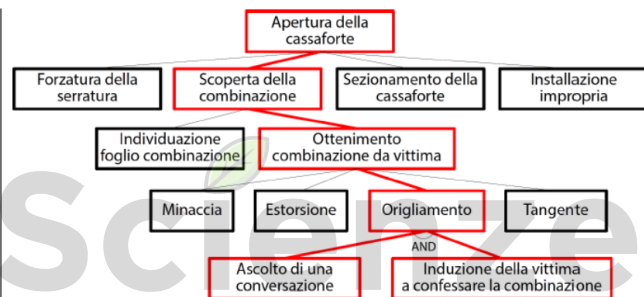 Apertura della
cassaforte
Forzatura della
serratura
Scoperta della
combinazione
Sezionamento della
cassaforte
Installazione
impropria
Individuazione
foglio combinazione
Ottenimento
combinazione da vittima
Minaccia
Estorsione
Origliamento
Tangente
AND
Ascolto di una
conversazione
Induzione della vittima
a confessare la combinazione
Scienze